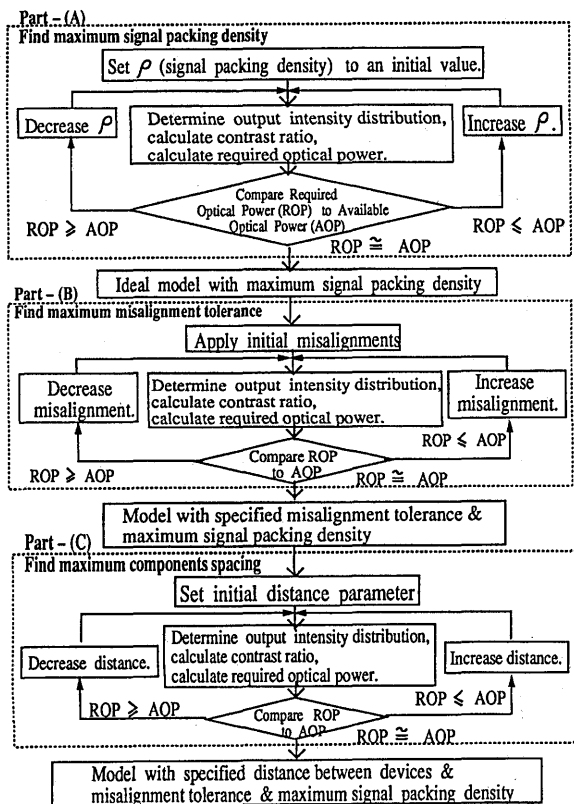 Part – (A)
Find maximum signal packing density
Set ρ (signal packing density) to an initial value.
Decrease ρ
Determine output intensity distribution,
calculate contrast ratio,
calculate required optical power.
Increase ρ.
Compare Required
Optical Power (ROP) to Available
Optical Power (AOP)
ROP ⩾ AOP
ROP ⩽ AOP
ROP ≅ AOP
Ideal model with maximum signal packing density
Part – (B)
Find maximum misalignment tolerance
Apply initial misalignments
Decrease
misalignment.
Determine output intensity distribution,
calculate contrast ratio,
calculate required optical power.
Increase
misalignment.
ROP ⩽ AOP
Compare ROP
to AOP
ROP ⩾ AOP
ROP ≅ AOP
Model with specified misalignment tolerance &
maximum signal packing density
Part – (C)
Find maximum components spacing
Set initial distance parameter
Decrease distance.
Determine output intensity distribution,
calculate contrast ratio,
calculate required optical power.
Increase distance.
ROP ⩾ AOP
ROP ⩽ AOP
Compare ROP
to AOP
ROP ≅ AOP
Model with specified distance between devices &
misalignment tolerance & maximum signal packing density